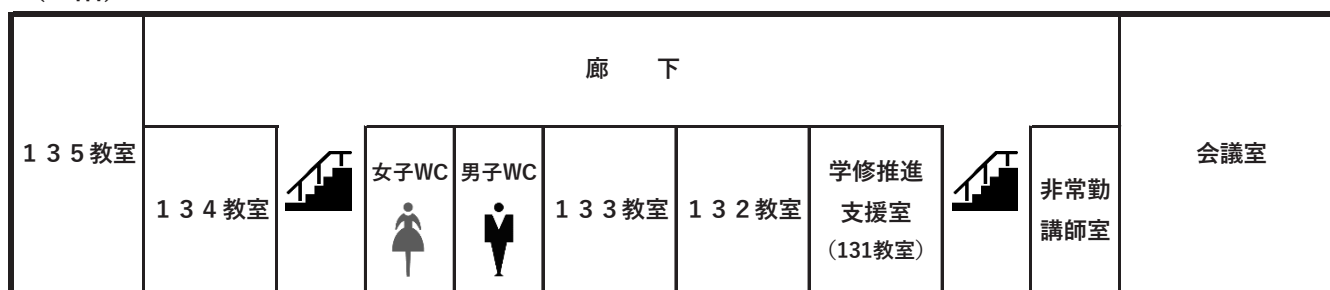 廊　　下
１３５教室
１３４教室
女子WC
男子WC
１３３教室
１３２教室
学修推進
支援室
（131教室）
非常勤
講師室
会議室